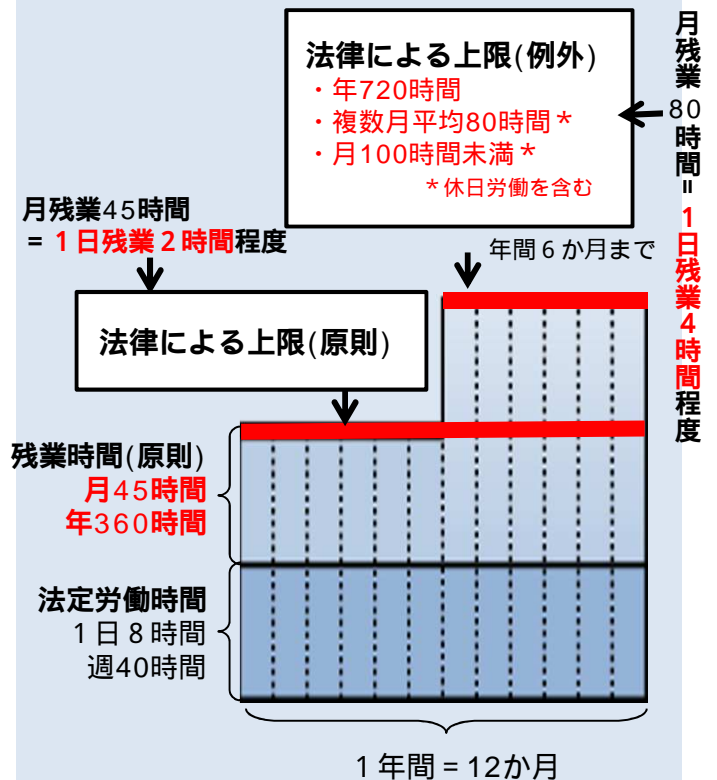 法律による上限(例外)
・年720時間
・複数月平均80時間＊
・月100時間未満＊
＊休日労働を含む
月残業80時間＝１日残業４時間程度
月残業45時間
＝１日残業２時間程度
年間６か月まで
法律による上限(原則)
残業時間(原則)
月45時間
年360時間
法定労働時間
１日８時間
週40時間
１年間＝12か月